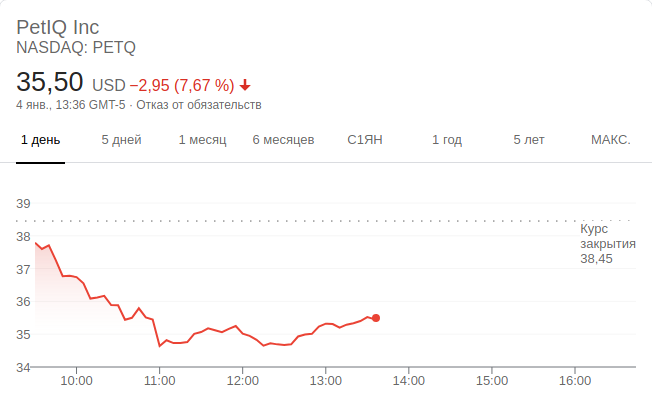 PetIQ Inc
NASDAQ: PETQ
35,50 USD −2,95 (7,67 %)
4 янв., 13:36 GMT-5 · Отказ от обязательств
1 день 5 дней 1 месяц 6 месяцев С1ЯН 1 год 5 лет МАКС.
39
38
37
36
35
34
Курс
закрытия
38,45
10:00 11:00 12:00 13:00 14:00 15:00 16:00